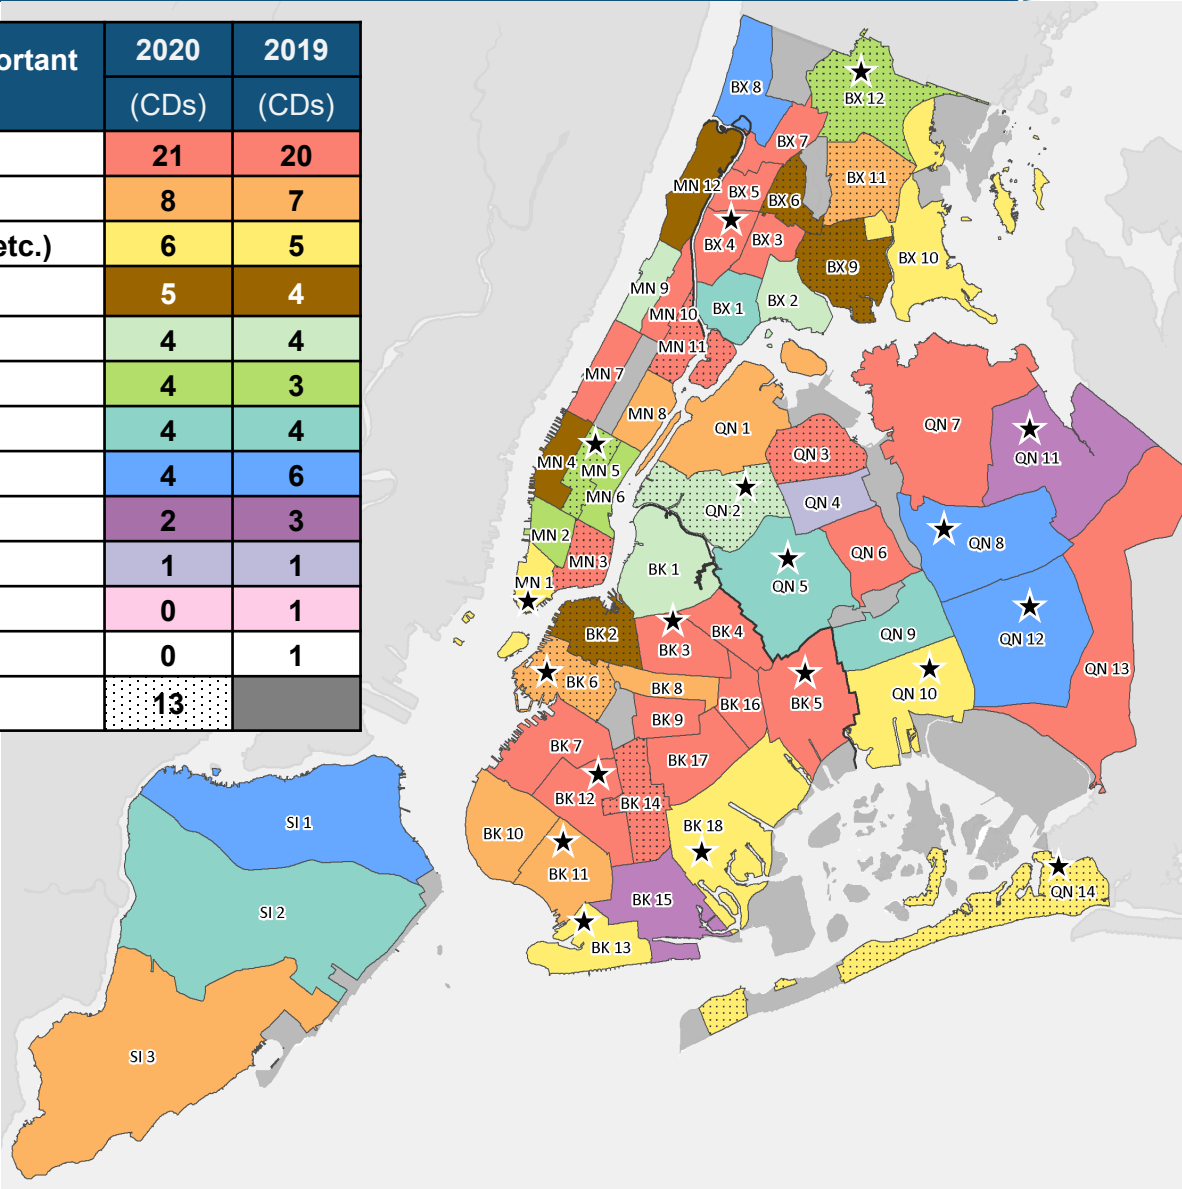 ortant 2020 2019
(CDs) (CDs)
21 20
8 7
etc.) 6 5
5 4
4 4
4 3
4 4
4 6
2 3
1 1
0 1
0 1
13
BX 8
BX 12
BX 7
BX 11
MN 12
BX 5
BX 6
BX 4
BX 3
BX 9
BX 10
MN 9
BX 2
BX 1
MN 10
MN 11
MN 7
MN 8
QN 1
QN 7
QN 3
QN 11
MN 4
MN 5
MN 6
QN 2
QN 4
MN 2
QN 8
MN 3
QN 6
BK 1
MN 1
QN 5
BK 2
BK 4
QN 9
QN 12
BK 3
QN 13
BK 6
BK 8
QN 10
BK 16
BK 5
BK 9
BK 7
BK 17
BK 12
BK 14
SI 1
BK 10
BK 18
BK 11
QN 14
BK 15
SI 2
BK 13
SI 3